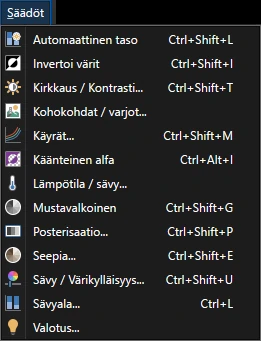 Säädöt
Automaattinen taso Ctrl+Shift+L
Invertoi värit Ctrl+Shift+I
Kirkkaus / Kontrasti... Ctrl+Shift+T
Kohokohdat / varjot...
Käyrät... Ctrl+Shift+M
Käänteinen alfa Ctrl+Alt+I
Lämpötila / sävy...
Mustavalkoinen Ctrl+Shift+G
Posterisaatio... Ctrl+Shift+P
Seepia... Ctrl+Shift+E
Sävy / Värikylläisyys... Ctrl+Shift+U
Sävyala... Ctrl+L
Valotus...